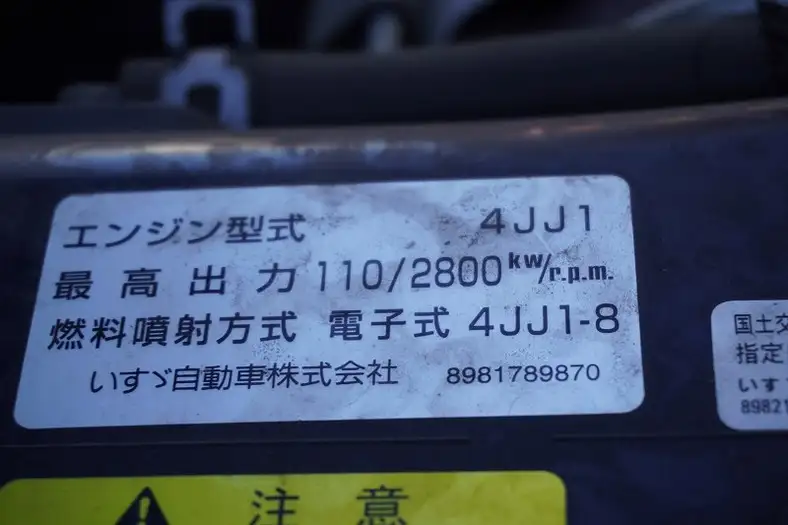 エンジン型式 4JJ1
最高出力 110/2800 kW/r.p.m.
燃料噴射方式 電子式 4JJ1-8
いすゞ自動車株式会社 8981789870
国土交
指定
いすゞ
89821
注意